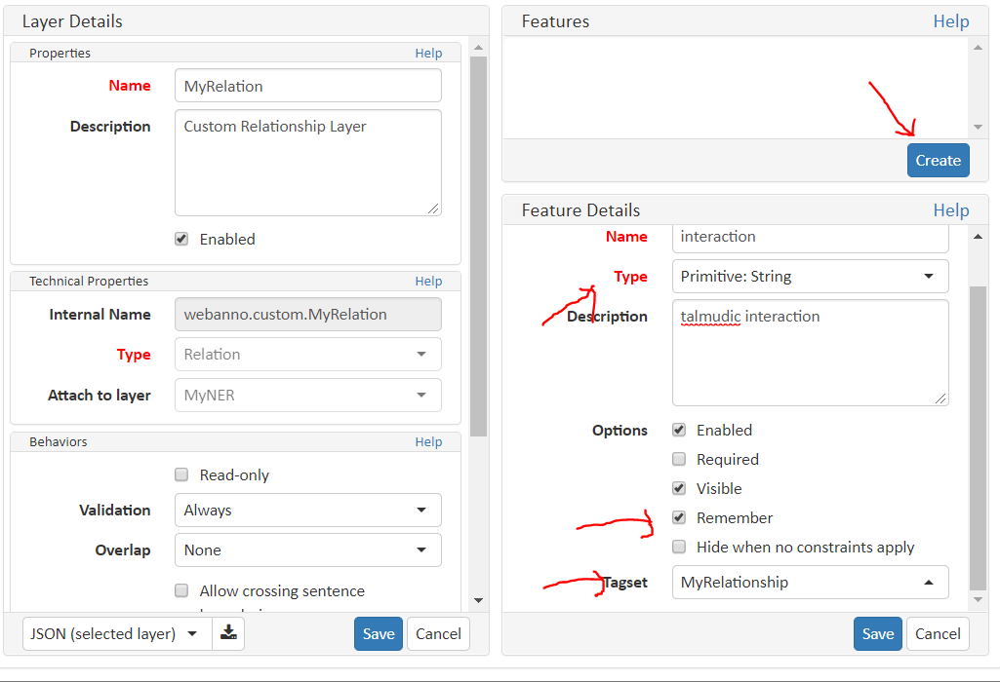 Layer Details
Properties
Help
Name
MyRelation
Description
Custom Relationship Layer
Enabled
Technical Properties
Help
Internal Name
webanno.custom.MyRelation
Type
Relation
Attach to layer
MyNER
Behaviors
Help
Read-only
Validation
Always
Overlap
None
Allow crossing sentence
JSON (selected layer)
Save
Cancel
Features
Help
Create
Feature Details
Help
Name
interaction
Type
Primitive: String
Description
talmudic interaction
Options
Enabled
Required
Visible
Remember
Hide when no constraints apply
Tagset
MyRelationship
Save
Cancel